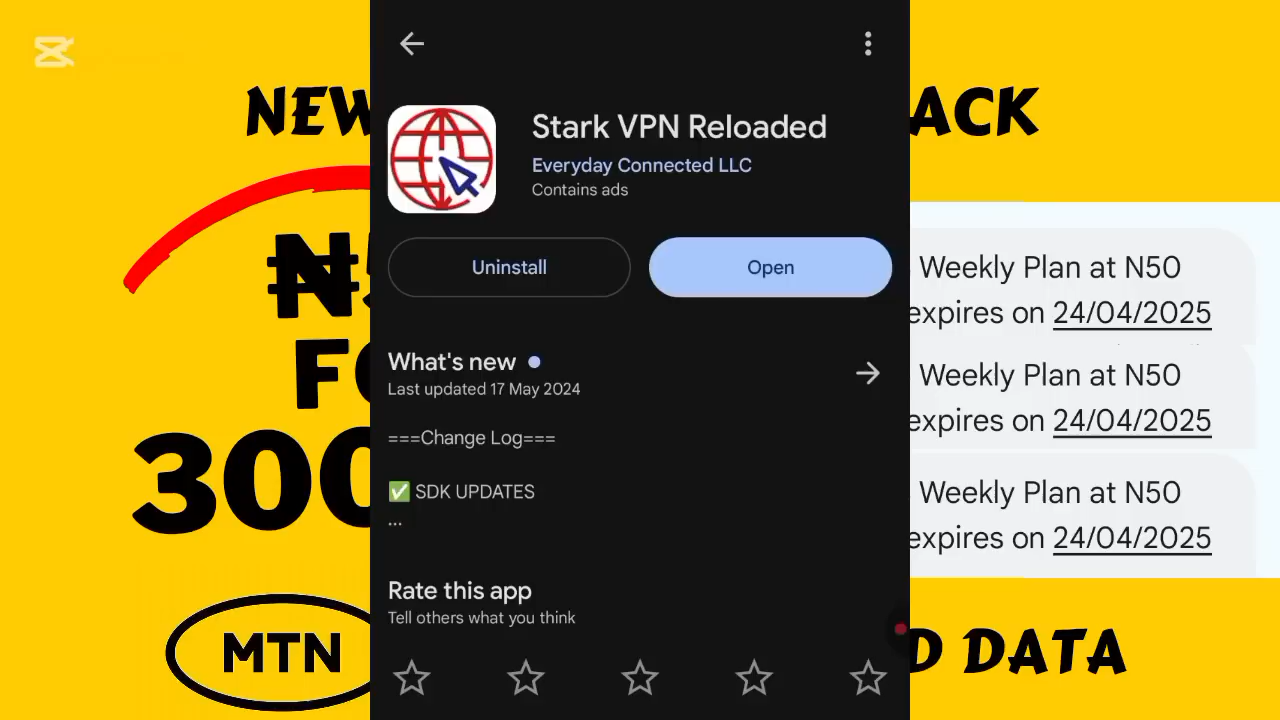 NEW
ACK
₦
FO
300
MTN
D DATA
Stark VPN Reloaded
Everyday Connected LLC
Contains ads
Uninstall
Open
What's new
Last updated 17 May 2024
===Change Log===
✅ SDK UPDATES
...
Rate this app
Tell others what you think
Weekly Plan at N50
expires on 24/04/2025
Weekly Plan at N50
expires on 24/04/2025
Weekly Plan at N50
expires on 24/04/2025